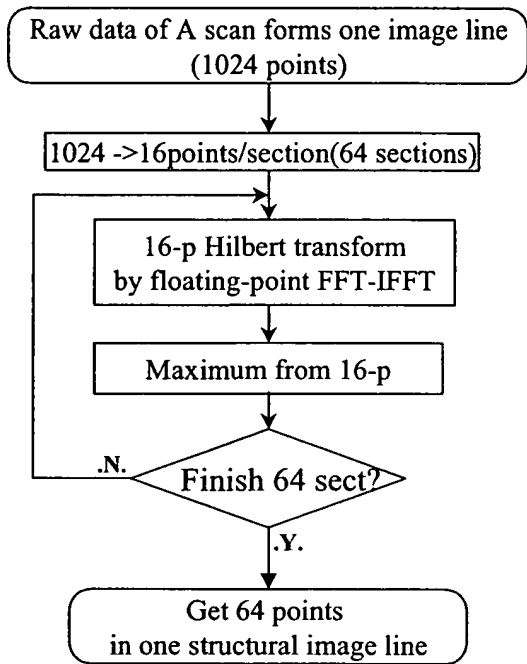 Raw data of A scan forms one image line
(1024 points)
1024 ->16points/section(64 sections)
16-p Hilbert transform
by floating-point FFT-IFFT
Maximum from 16-p
.N.
Finish 64 sect?
.Y.
Get 64 points
in one structural image line